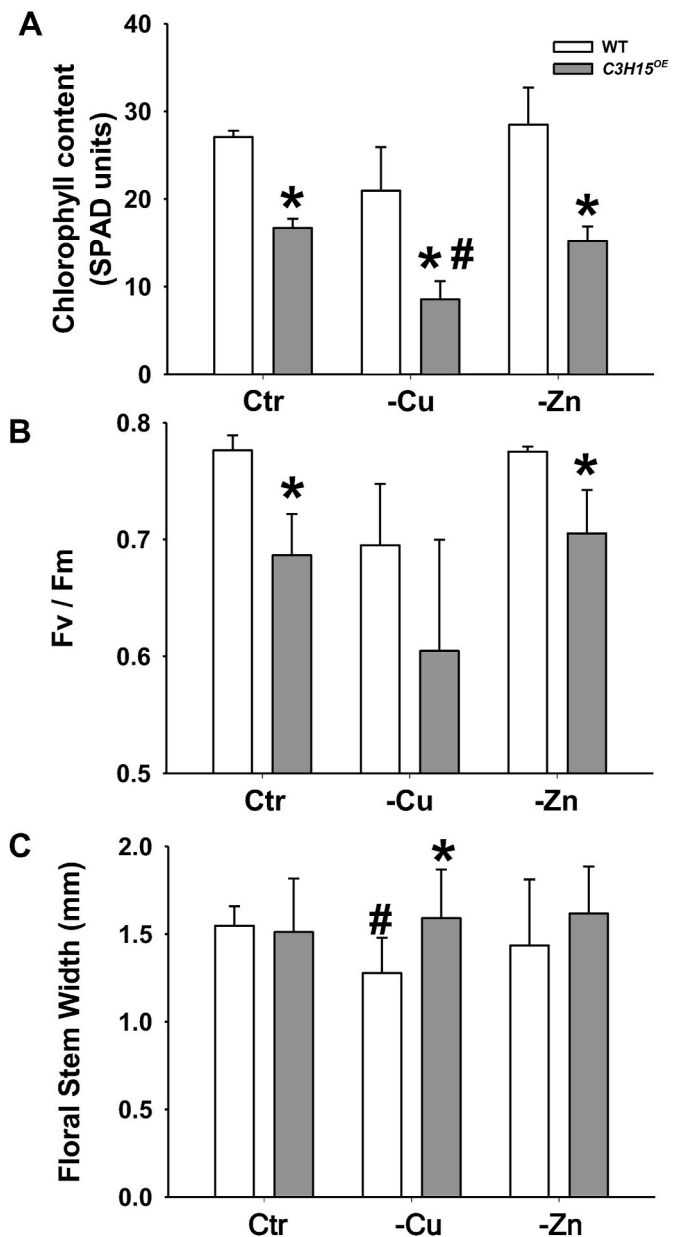 A
Chlorophyll content
(SPAD units)
40
30
20
10
0
WT
C3H15^OE
*
* #
*
Ctr
-Cu
-Zn
B
Fv / Fm
0.8
0.7
0.6
0.5
*
*
Ctr
-Cu
-Zn
C
Floral Stem Width (mm)
2.0
1.5
1.0
0.5
0.0
#
*
Ctr
-Cu
-Zn